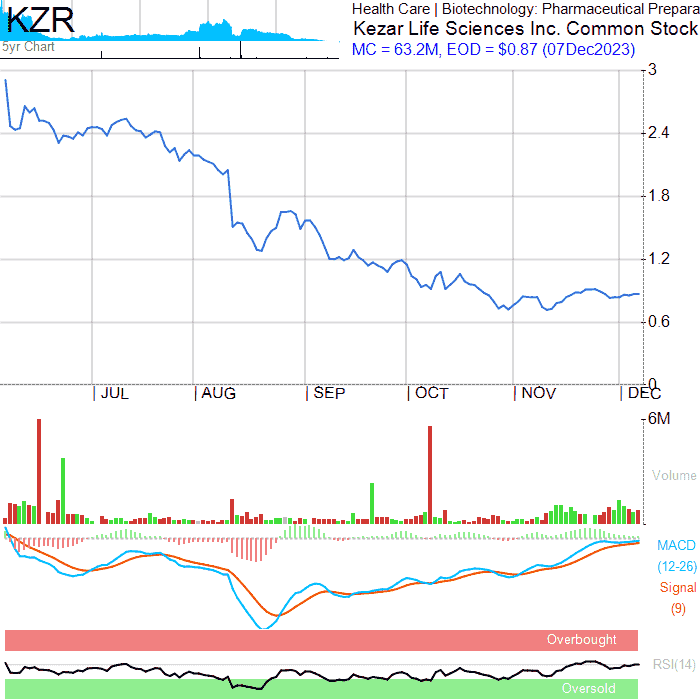 KZR
5yr Chart
Health Care | Biotechnology: Pharmaceutical Prepara
Kezar Life Sciences Inc. Common Stock
MC = 63.2M, EOD = $0.87 (07Dec2023)
3
2.4
1.8
1.2
0.6
0
JUL AUG SEP OCT NOV DEC
6M
Volume
MACD
(12-26)
Signal
(9)
Overbought
RSI(14)
Oversold